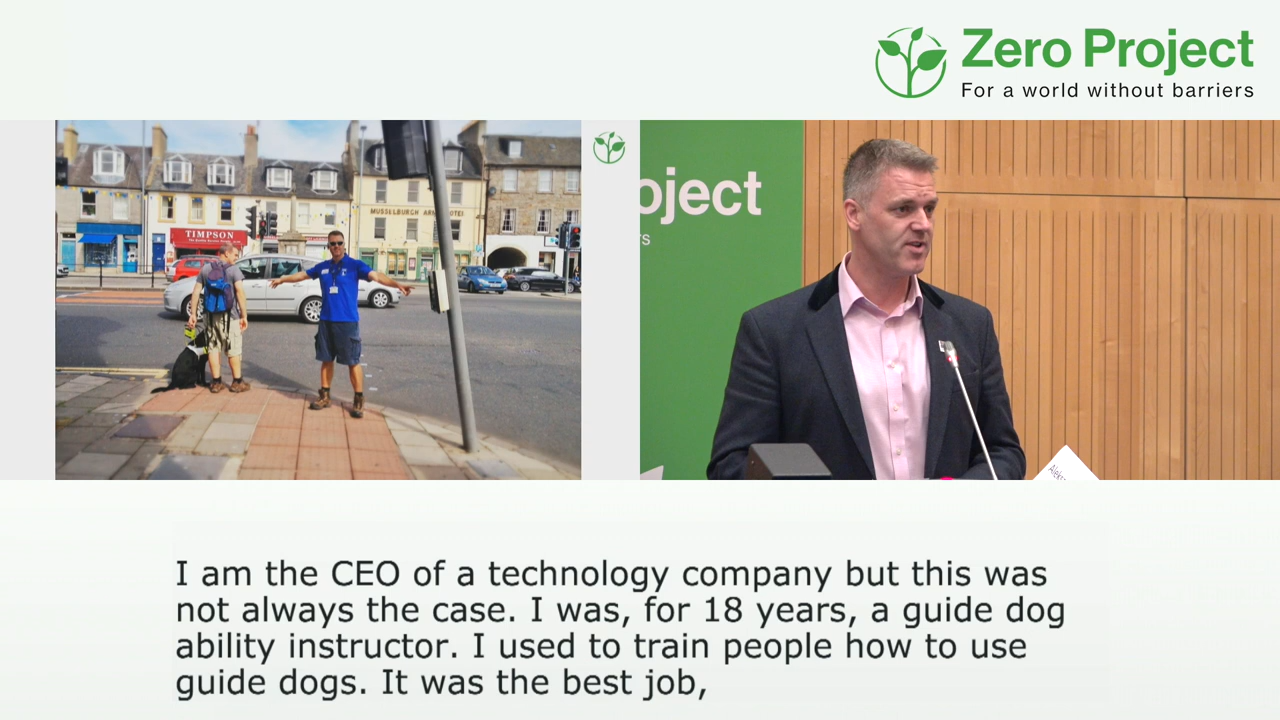 Zero Project
For a world without barriers
TIMPSON
MUSSELBURGH
oject
rs
I am the CEO of a technology company but this was
not always the case. I was, for 18 years, a guide dog
ability instructor. I used to train people how to use
guide dogs. It was the best job,